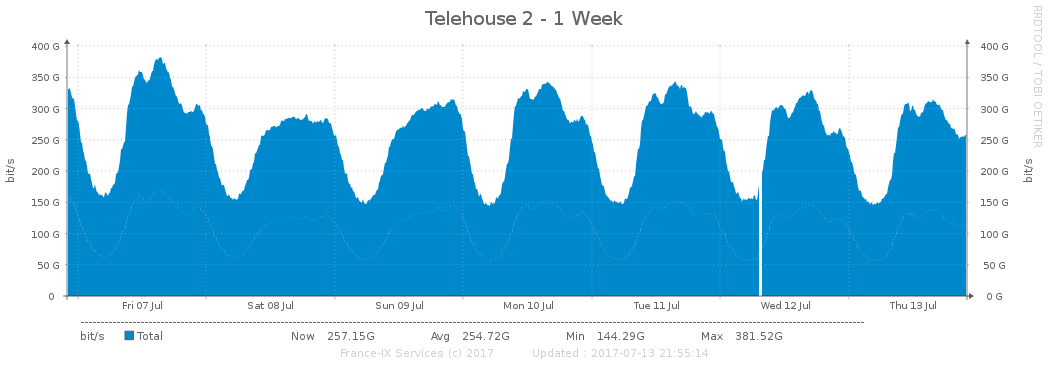 Telehouse 2 - 1 Week
RRDTOOL / TOBI OETIKER
400 G 400 G
350 G 350 G
300 G 300 G
250 G 250 G
200 G 200 G
150 G 150 G
100 G 100 G
50 G 50 G
0 0 G
bit/s bit/s
Fri 07 Jul Sat 08 Jul Sun 09 Jul Mon 10 Jul Tue 11 Jul Wed 12 Jul Thu 13 Jul
bit/s Total Now 257.15G Avg 254.72G Min 144.29G Max 381.52G
France-IX Services (c) 2017 Updated : 2017-07-13 21:55:14